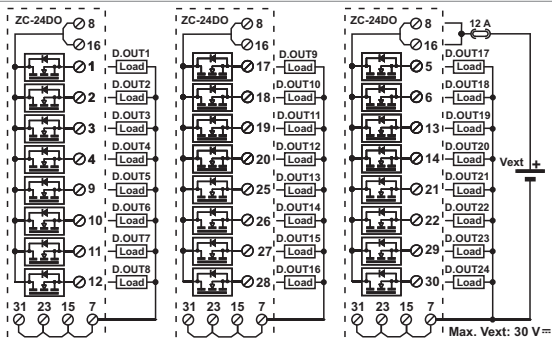 ZC-24DO
8
16
D.OUT1
1 Load
D.OUT2
2 Load
D.OUT3
3 Load
D.OUT4
4 Load
D.OUT5
9 Load
D.OUT6
10 Load
D.OUT7
11 Load
D.OUT8
12 Load
31 23 15 7
ZC-24DO
8
16
D.OUT9
17 Load
D.OUT10
18 Load
D.OUT11
19 Load
D.OUT12
20 Load
D.OUT13
25 Load
D.OUT14
26 Load
D.OUT15
27 Load
D.OUT16
28 Load
31 23 15 7
ZC-24DO
8
12 A
16
D.OUT17
5 Load
D.OUT18
6 Load
D.OUT19
13 Load
D.OUT20
14 Load
Vext +
D.OUT21
21 Load
D.OUT22
22 Load
D.OUT23
29 Load
D.OUT24
30 Load
31 23 15 7
Max. Vext: 30 V⎓